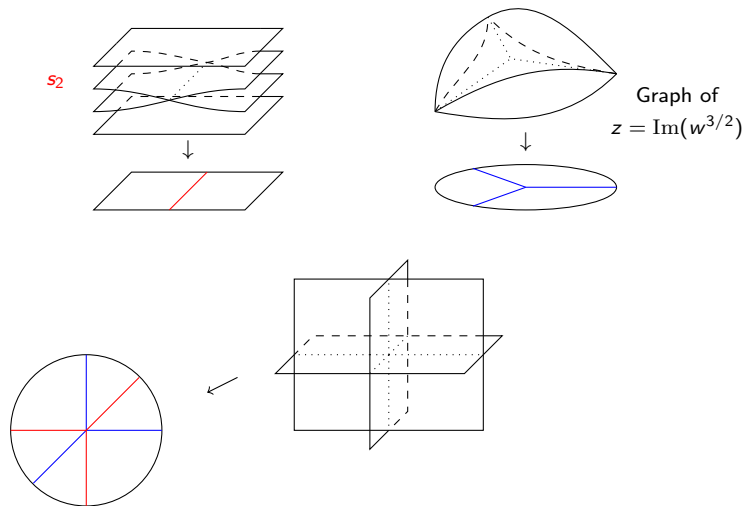 s₂
Graph of
z = Im(w^{3/2})